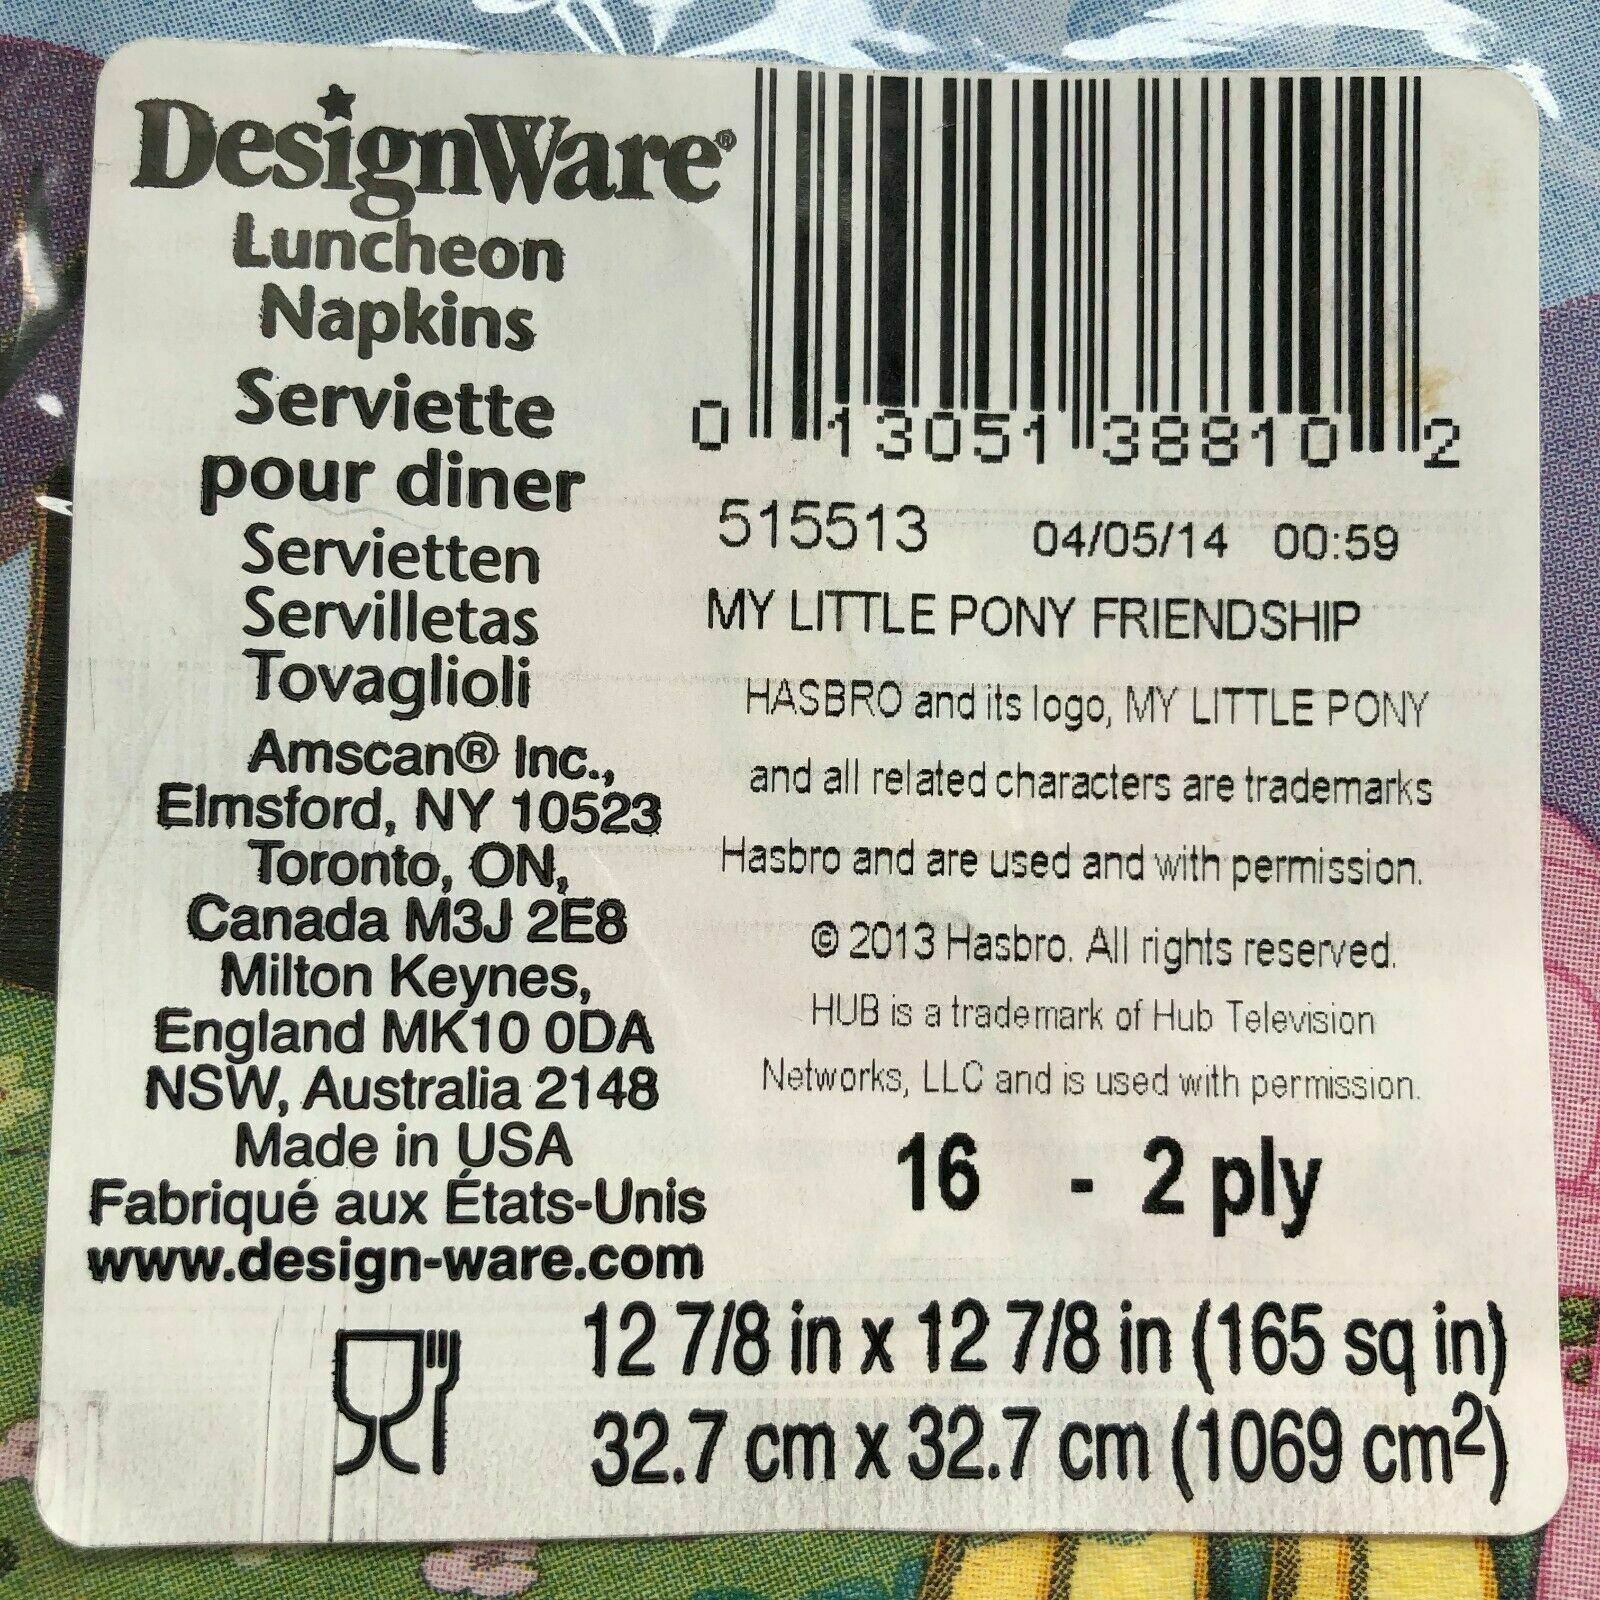 DesignWare®
Luncheon
Napkins
Serviette
pour diner
Servietten
Servilletas
Tovaglioli
Amscan® Inc.,
Elmsford, NY 10523
Toronto, ON,
Canada M3J 2E8
Milton Keynes,
England MK10 0DA
NSW, Australia 2148
Made in USA
Fabriqué aux États-Unis
www.design-ware.com
0 13051 38810 2
515513 04/05/14 00:59
MY LITTLE PONY FRIENDSHIP
HASBRO and its logo, MY LITTLE PONY
and all related characters are trademarks
Hasbro and are used and with permission.
© 2013 Hasbro. All rights reserved.
HUB is a trademark of Hub Television
Networks, LLC and is used with permission.
16 - 2 ply
12 7/8 in x 12 7/8 in (165 sq in)
32.7 cm x 32.7 cm (1069 cm²)